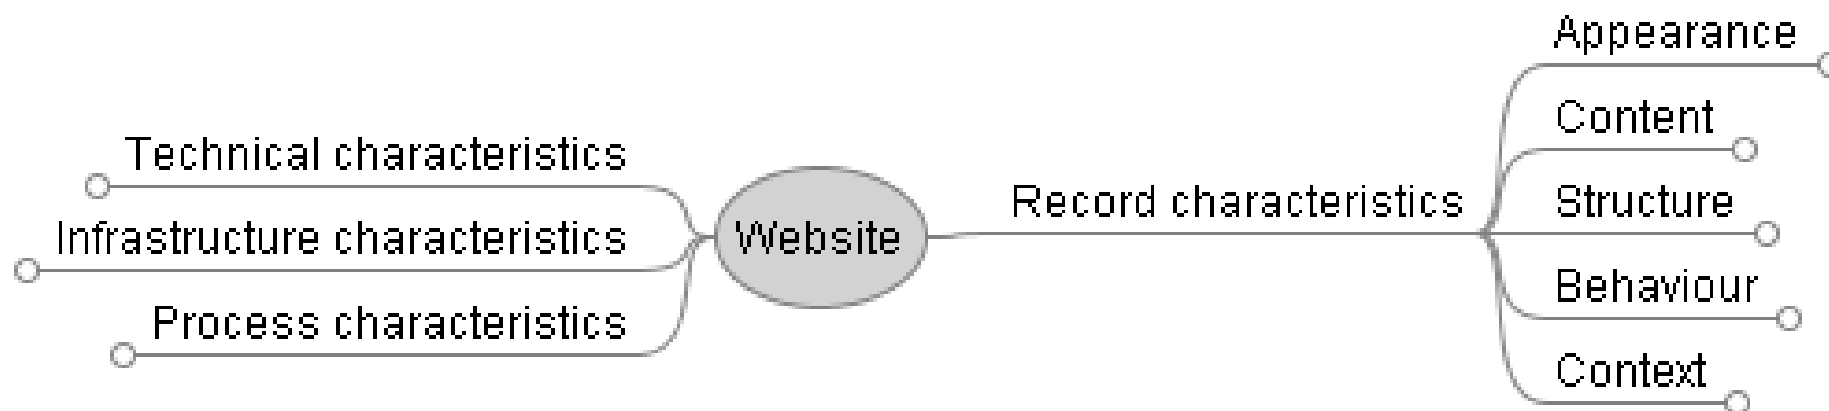 Appearance
Content
Technical characteristics
Record characteristics
Structure
Infrastructure characteristics
Website
Behaviour
Process characteristics
Context